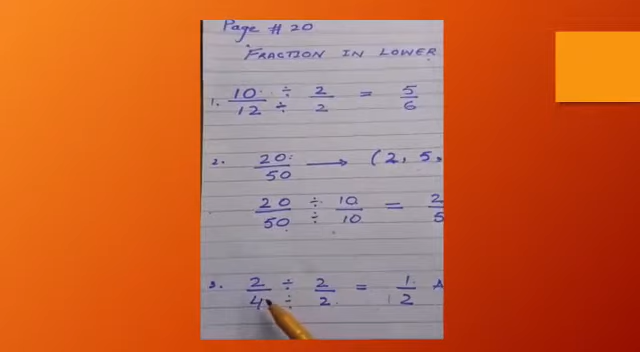 Page # 20
FRACTION IN LOWER
1. 10/12 ÷ 2/2 = 5/6
2. 20/50 → (2, 5,
20/50 ÷ 10/10 = 2/5
3. 2/4 ÷ 2/2 = 1/2